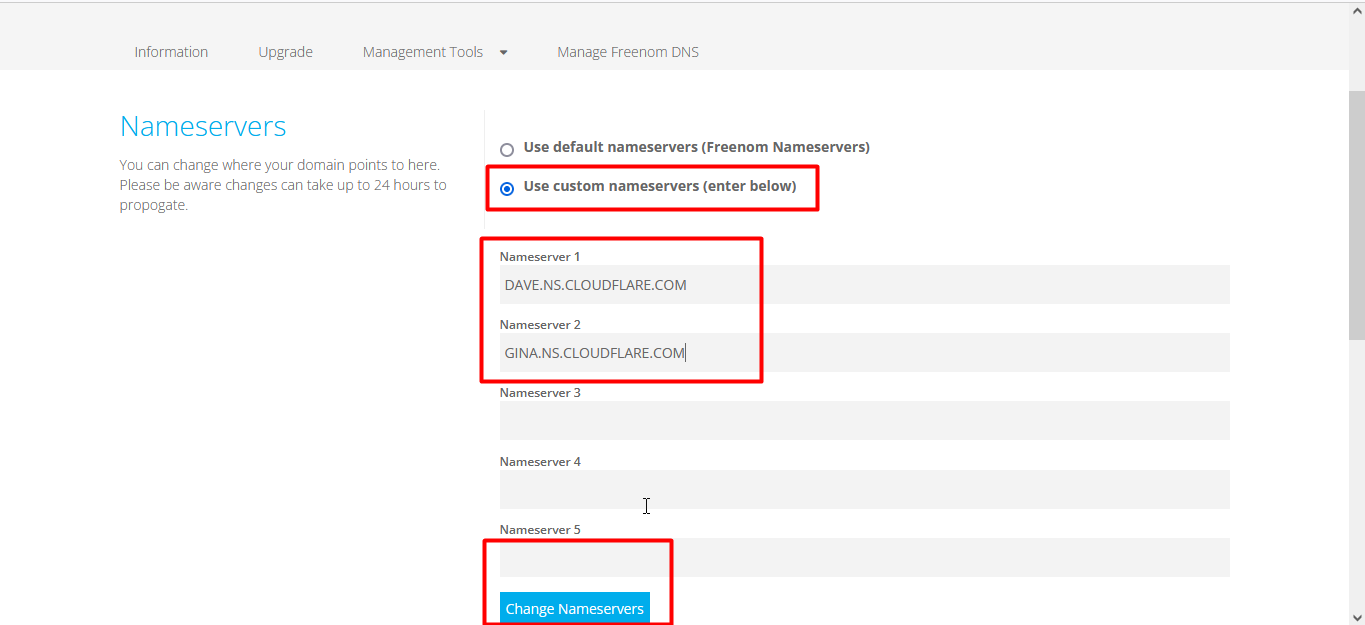 Information Upgrade Management Tools Manage Freenom DNS
Nameservers
You can change where your domain points to here.
Please be aware changes can take up to 24 hours to
propogate.
Use default nameservers (Freenom Nameservers)
Use custom nameservers (enter below)
Nameserver 1
DAVE.NS.CLOUDFLARE.COM
Nameserver 2
GINA.NS.CLOUDFLARE.COM
Nameserver 3
Nameserver 4
Nameserver 5
Change Nameservers